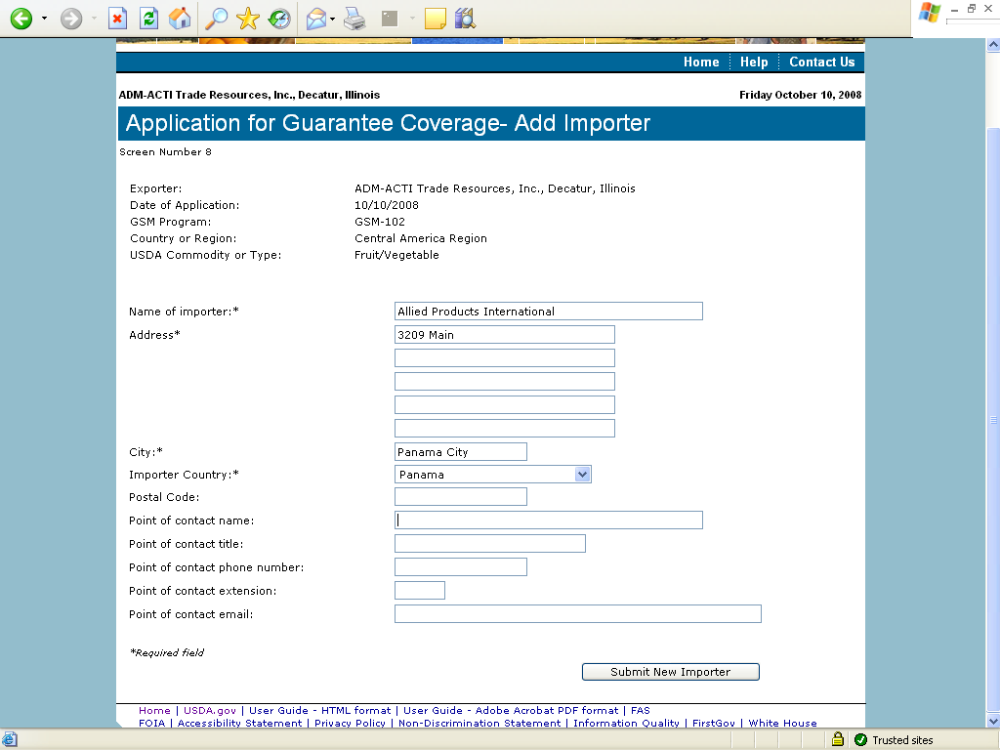 Home Help Contact Us
ADM-ACTI Trade Resources, Inc., Decatur, Illinois Friday October 10, 2008
Application for Guarantee Coverage- Add Importer
Screen Number 8
Exporter: ADM-ACTI Trade Resources, Inc., Decatur, Illinois
Date of Application: 10/10/2008
GSM Program: GSM-102
Country or Region: Central America Region
USDA Commodity or Type: Fruit/Vegetable
Name of importer:* Allied Products International
Address* 3209 Main
City:* Panama City
Importer Country:* Panama
Postal Code:
Point of contact name:
Point of contact title:
Point of contact phone number:
Point of contact extension:
Point of contact email:
*Required field
Submit New Importer
Home | USDA.gov | User Guide - HTML format | User Guide - Adobe Acrobat PDF format | FAS
FOIA | Accessibility Statement | Privacy Policy | Non-Discrimination Statement | Information Quality | FirstGov | White House
Trusted sites